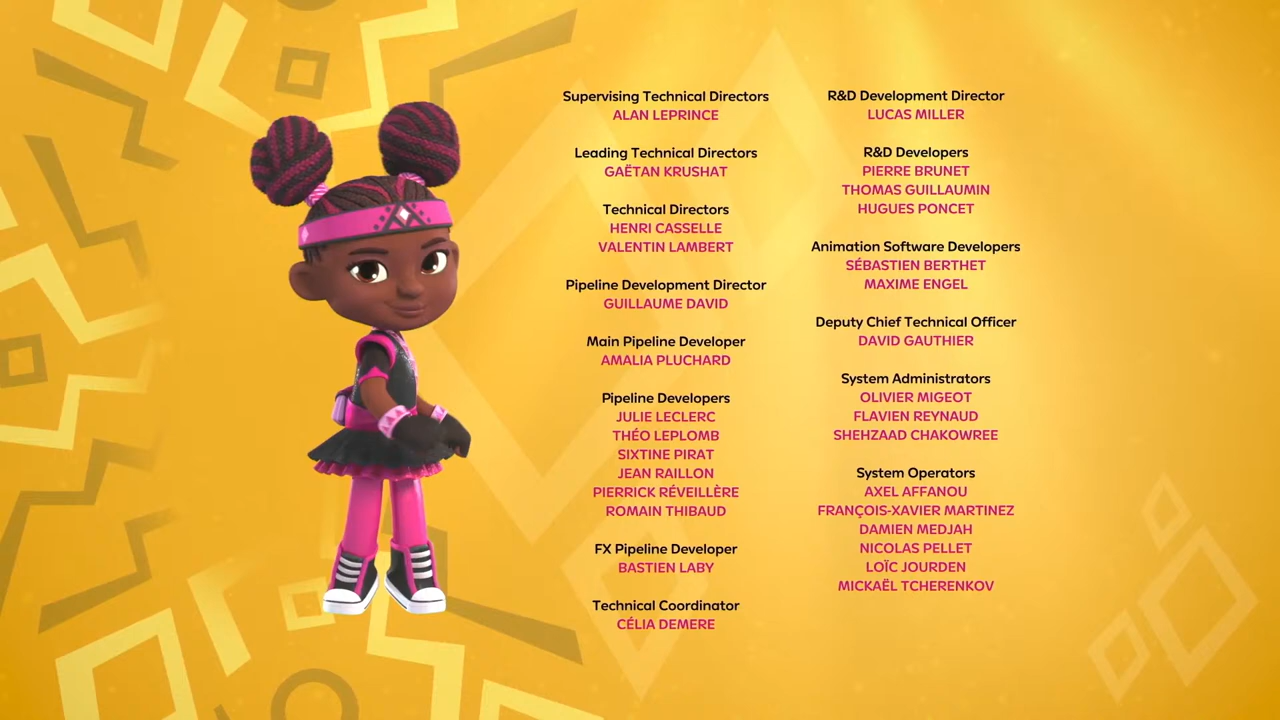 Supervising Technical Directors
ALAN LEPRINCE
Leading Technical Directors
GAËTAN KRUSHAT
Technical Directors
HENRI CASSELLE
VALENTIN LAMBERT
Pipeline Development Director
GUILLAUME DAVID
Main Pipeline Developer
AMALIA PLUCHARD
Pipeline Developers
JULIE LECLERC
THÉO LEPLOMB
SIXTINE PIRAT
JEAN RAILLON
PIERRICK RÉVEILLÈRE
ROMAIN THIBAUD
FX Pipeline Developer
BASTIEN LABY
Technical Coordinator
CÉLIA DEMERE
R&D Development Director
LUCAS MILLER
R&D Developers
PIERRE BRUNET
THOMAS GUILLAUMIN
HUGUES PONCET
Animation Software Developers
SÉBASTIEN BERTHET
MAXIME ENGEL
Deputy Chief Technical Officer
DAVID GAUTHIER
System Administrators
OLIVIER MIGEOT
FLAVIEN REYNAUD
SHEHZAAD CHAKOWREE
System Operators
AXEL AFFANOU
FRANÇOIS-XAVIER MARTINEZ
DAMIEN MEDJAH
NICOLAS PELLET
LOÏC JOURDEN
MICKAËL TCHERENKOV